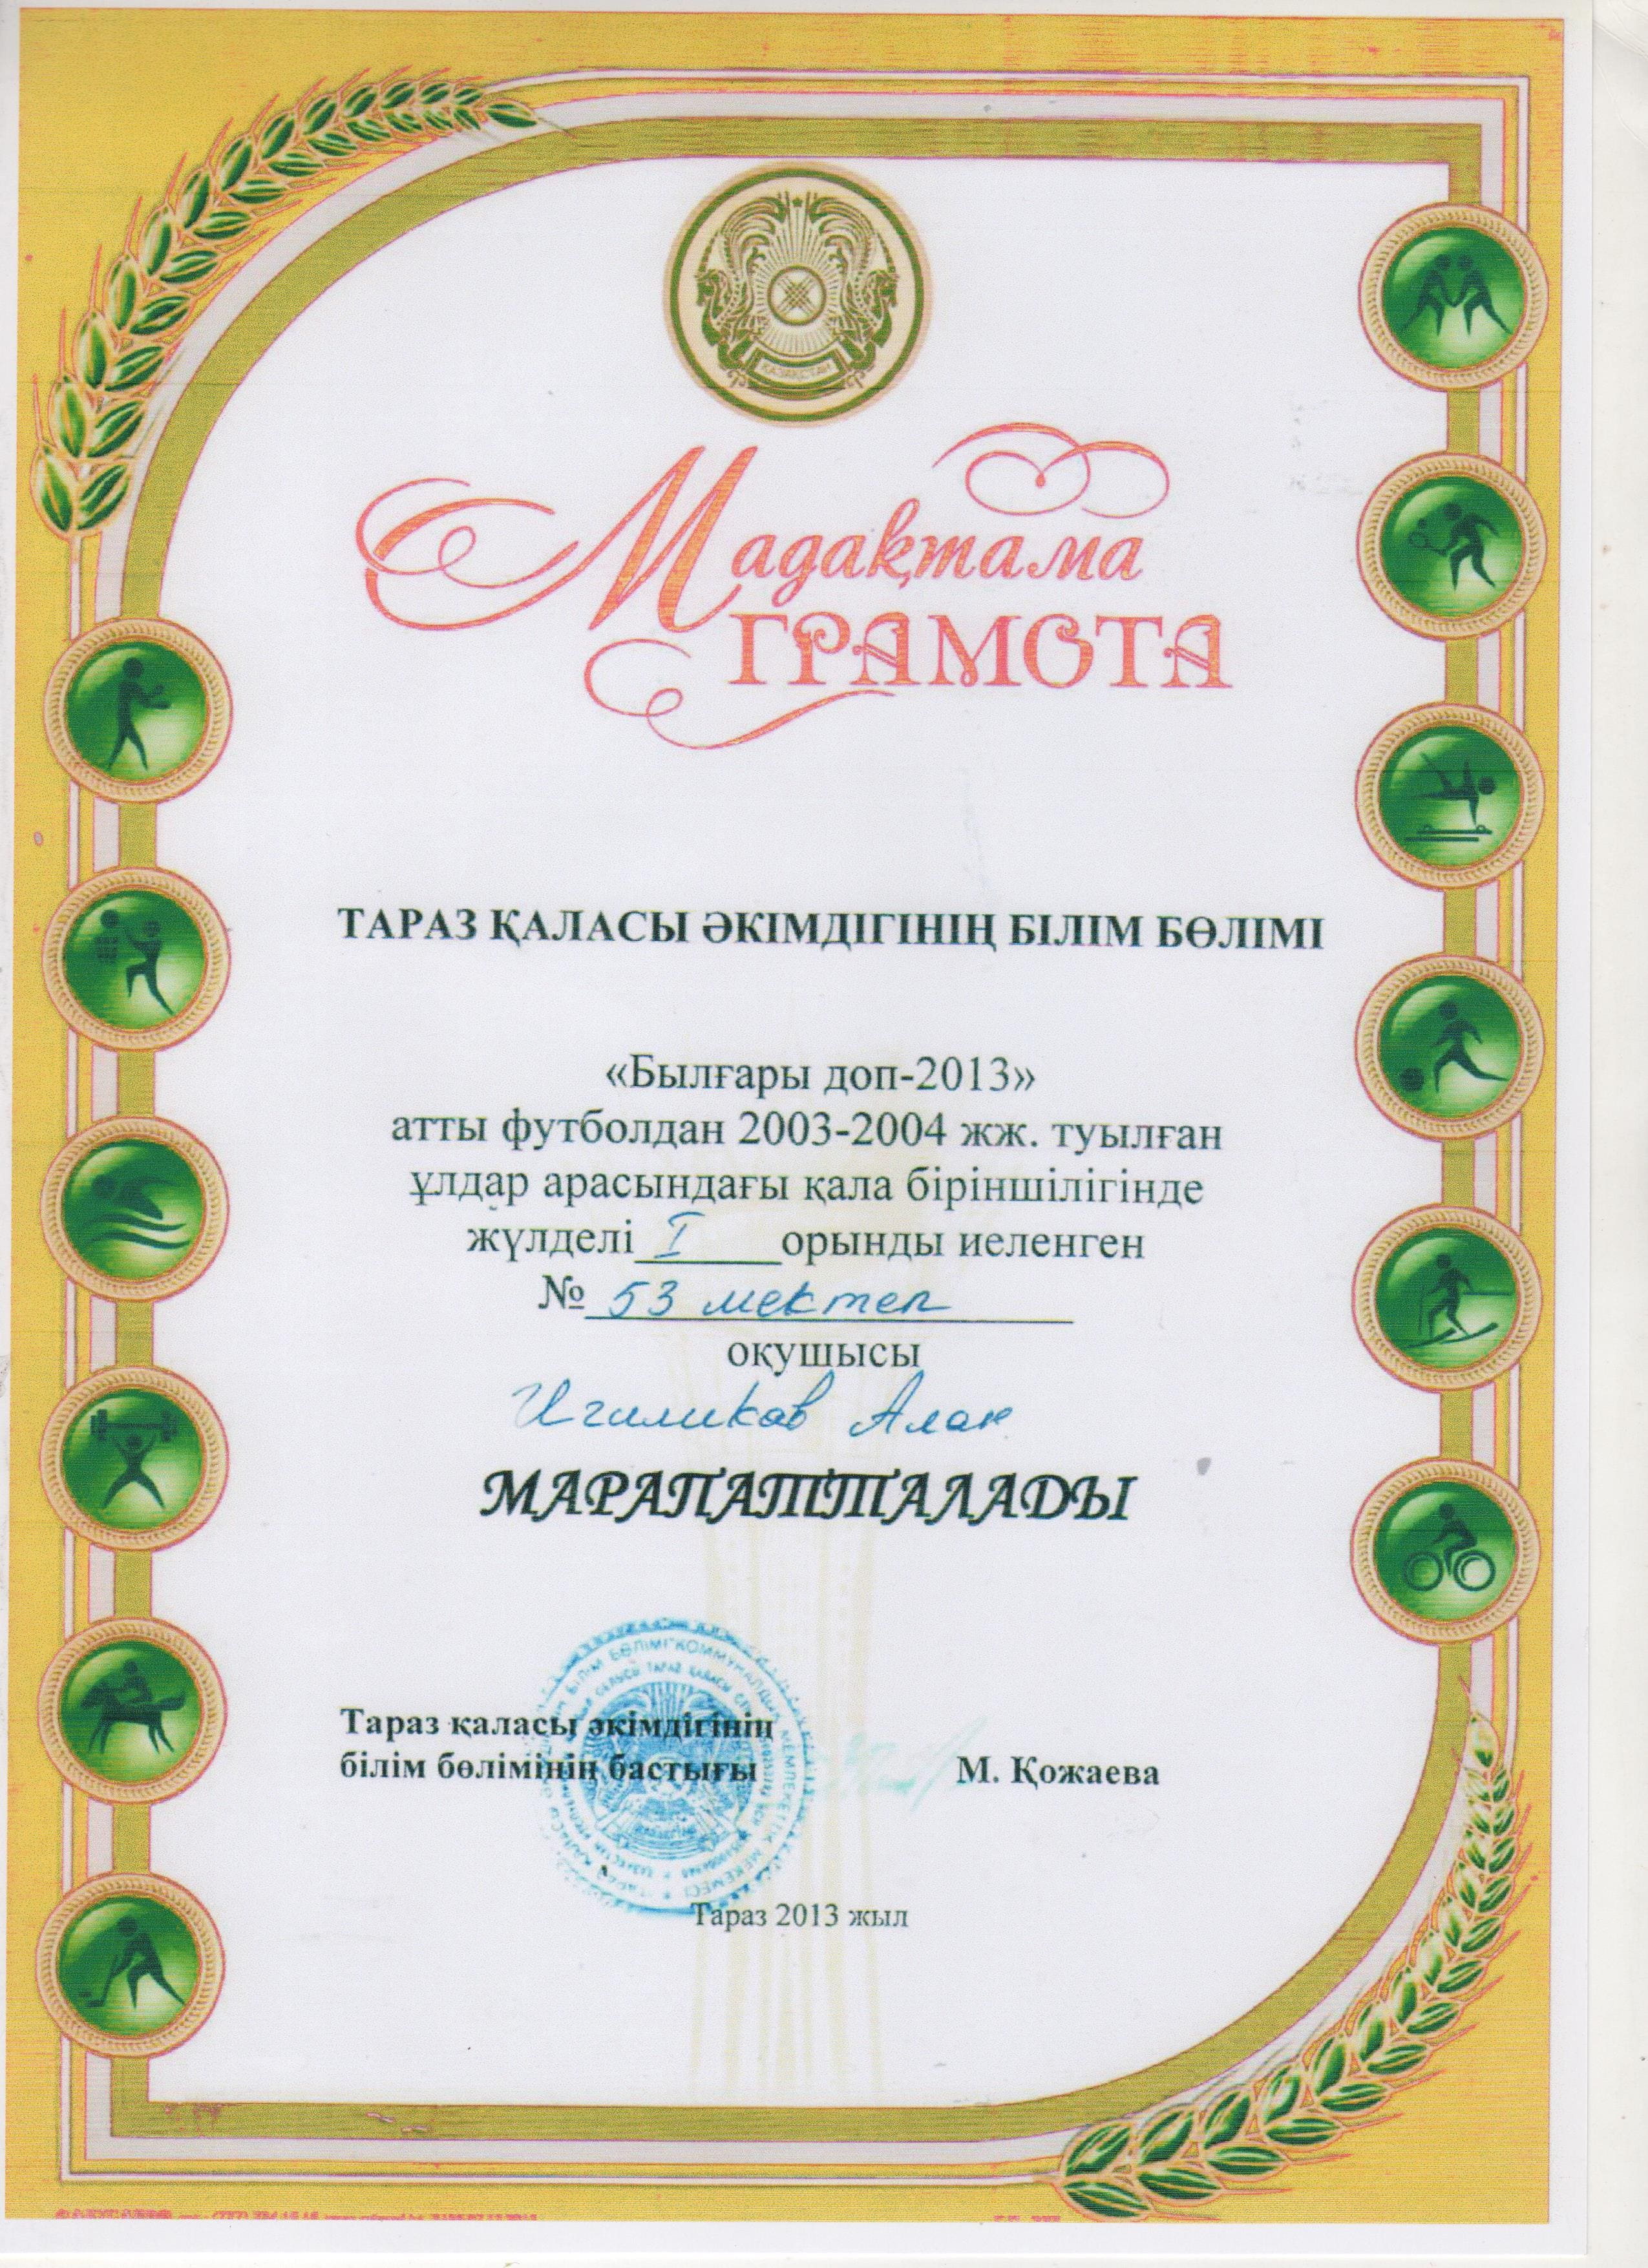 ҚАЗАҚСТАН
Мадақтама
ГРАМОТА
ТАРАЗ ҚАЛАСЫ ӘКІМДІГІНІҢ БІЛІМ БӨЛІМІ
«Былғары доп-2013»
атты футболдан 2003-2004 жж. туылған
ұлдар арасындағы қала біріншілігінде
жүлделі I орынды иеленген
№ 53 мектеп
оқушысы
Игиликов Алан
МАРАПАТТАЛАДЫ
Тараз қаласы әкімдігінің
білім бөлімінің бастығы М. Қожаева
Тараз 2013 жыл